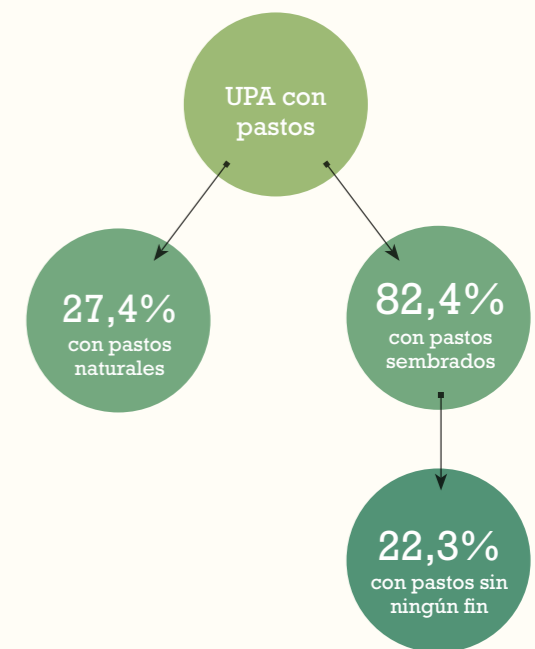 UPA con
pastos
27,4%
con pastos
naturales
82,4%
con pastos
sembrados
22,3%
con pastos sin
ningún fin